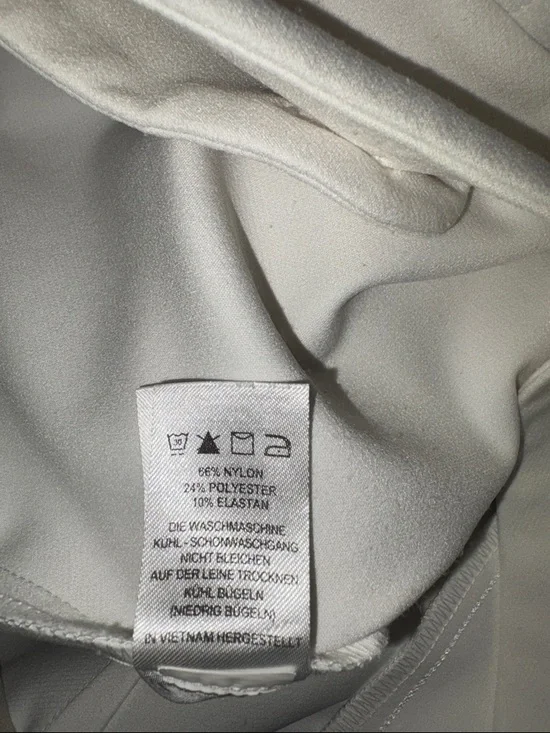 30
66% NYLON
24% POLYESTER
10% ELASTAN
DIE WASCHMASCHINE
KÜHL - SCHONWASCHGANG
NICHT BLEICHEN
AUF DER LEINE TROCKNEN
KÜHL BÜGELN
(NIEDRIG BÜGELN)
IN VIETNAM HERGESTELLT